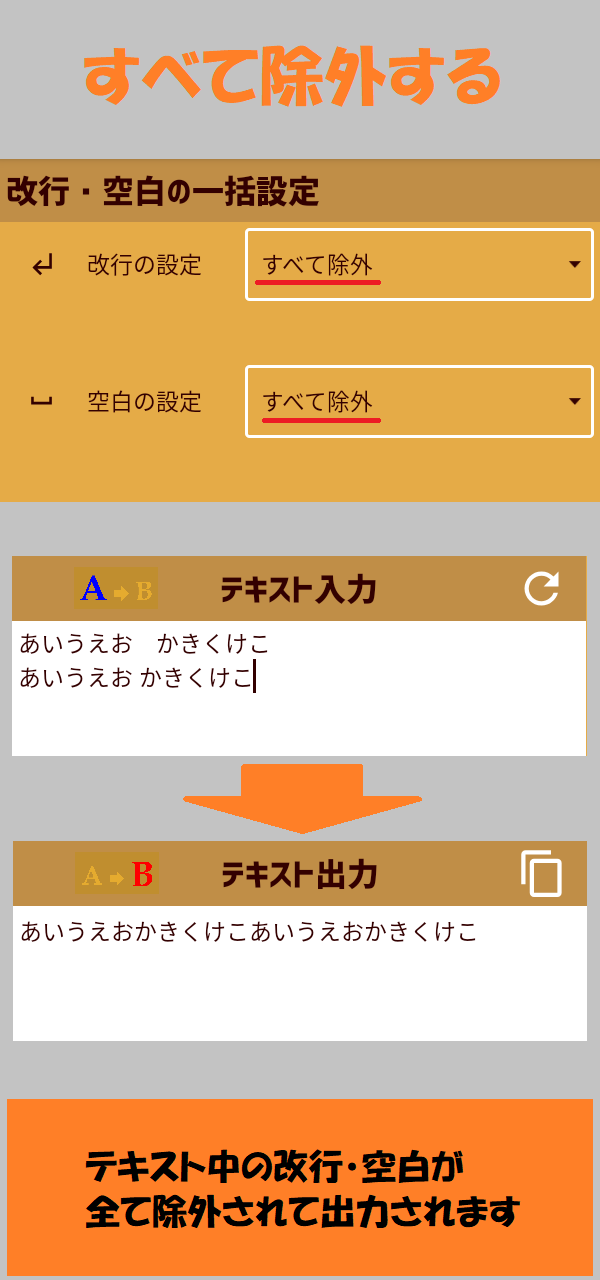 すべて除外する
改行・空白の一括設定
改行の設定 すべて除外
空白の設定 すべて除外
A B テキスト入力
あいうえお　かきくけこ
あいうえお かきくけこ
A B テキスト出力
あいうえおかきくけこあいうえおかきくけこ
テキスト中の改行・空白が
全て除外されて出力されます